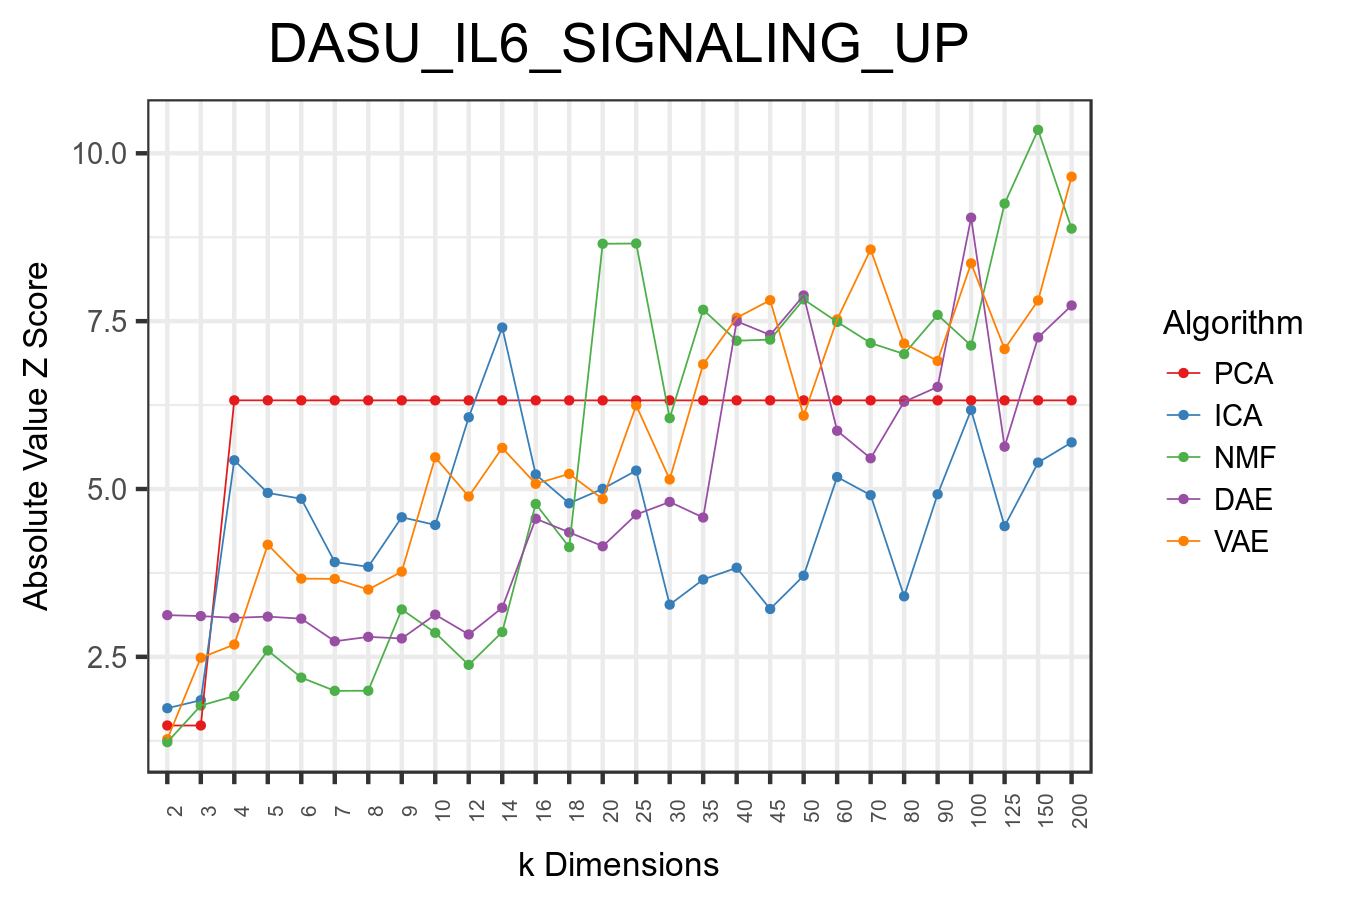 DASU_IL6_SIGNALING_UP
Absolute Value Z Score
10.0
7.5
5.0
2.5
2 3 4 5 6 7 8 9 10 12 14 16 18 20 25 30 35 40 45 50 60 70 80 90 100 125 150 200
k Dimensions
Algorithm
PCA
ICA
NMF
DAE
VAE